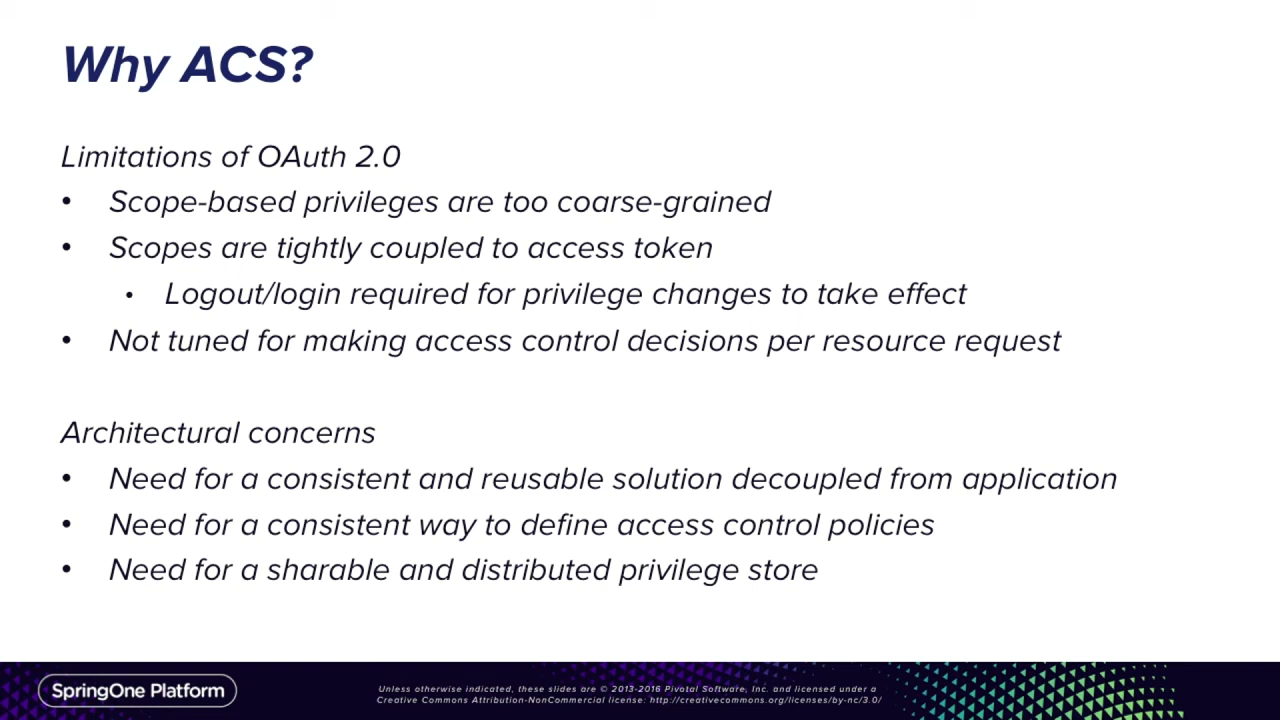 Why ACS?
Limitations of OAuth 2.0
• Scope-based privileges are too coarse-grained
• Scopes are tightly coupled to access token
• Logout/login required for privilege changes to take effect
• Not tuned for making access control decisions per resource request
Architectural concerns
• Need for a consistent and reusable solution decoupled from application
• Need for a consistent way to define access control policies
• Need for a sharable and distributed privilege store
SpringOne Platform
Unless otherwise indicated, these slides are © 2013-2016 Pivotal Software, Inc. and licensed under a
Creative Commons Attribution-NonCommercial license: http://creativecommons.org/licenses/by-nc/3.0/